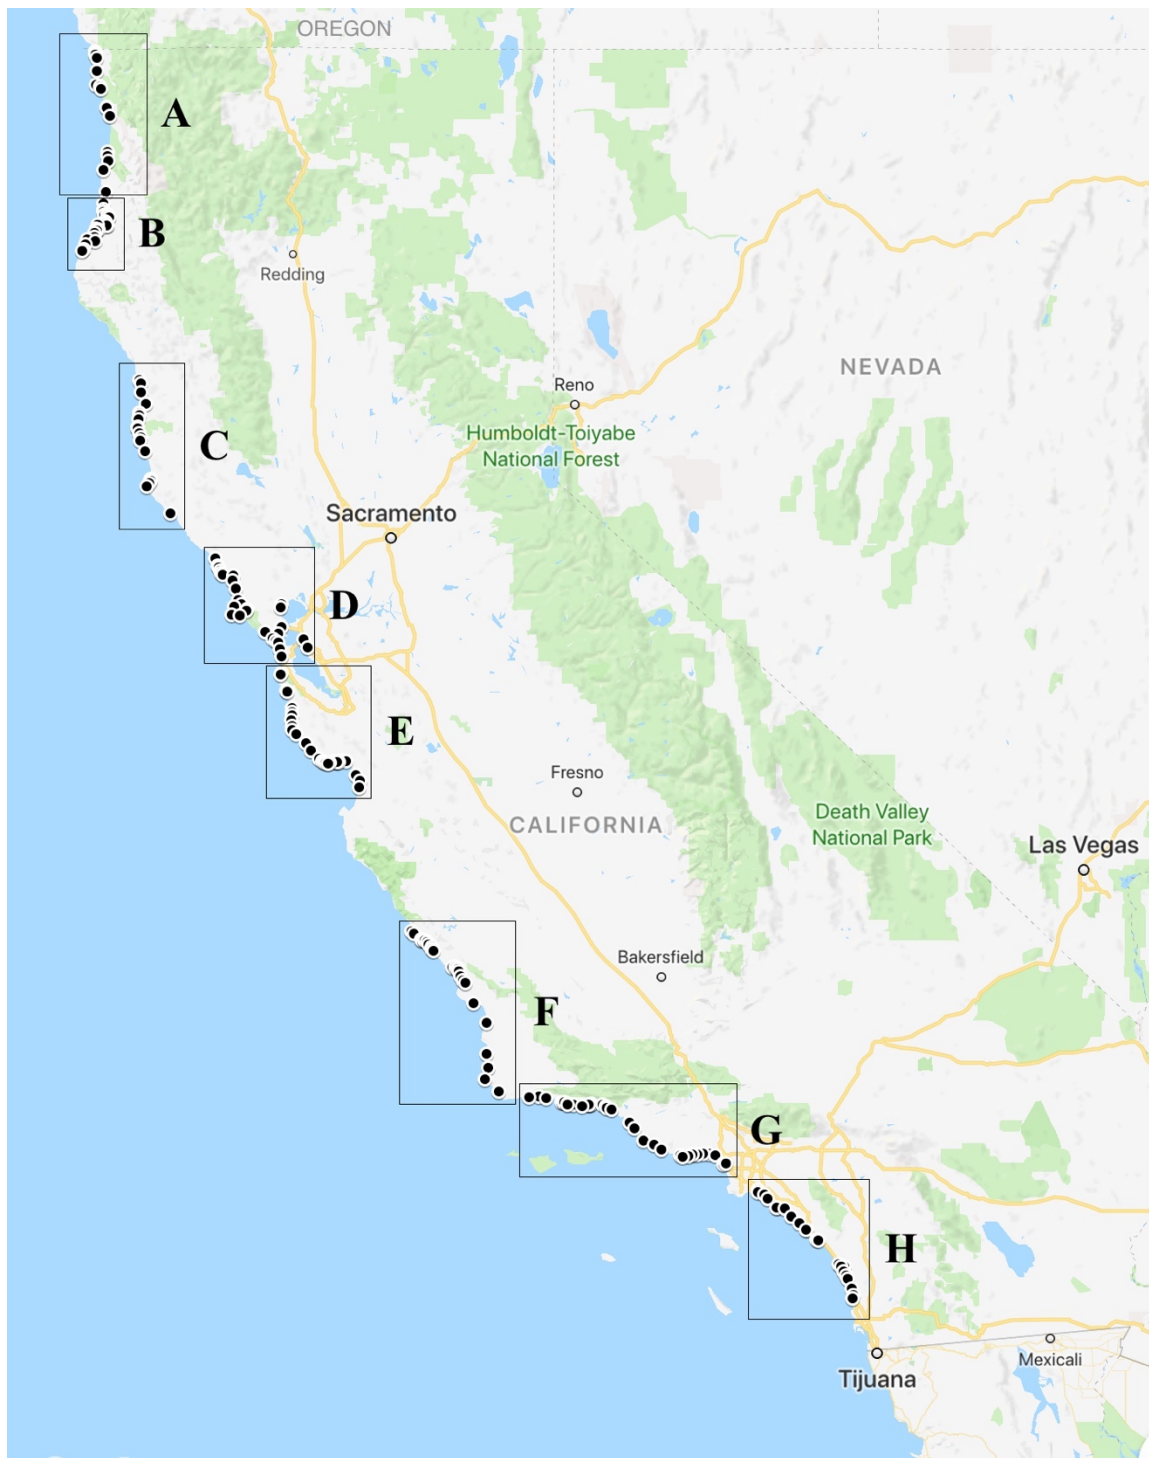 OREGON
A
B
Redding
NEVADA
Reno
Humboldt-Toiyabe
National Forest
C
Sacramento
D
E
Fresno
CALIFORNIA
Death Valley
National Park
Las Vegas
Bakersfield
F
G
H
Mexicali
Tijuana